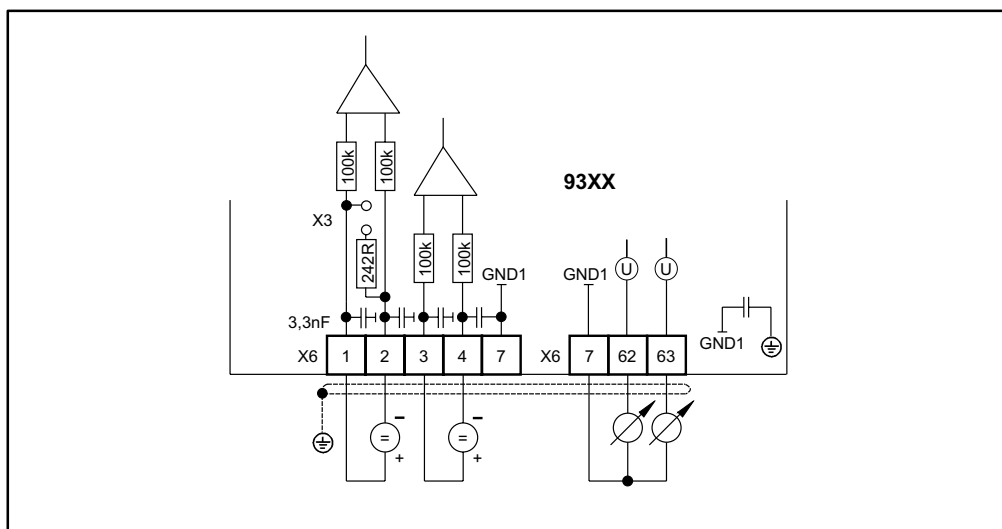 93XX
100k 100k
X3
242R
100k 100k
GND1 GND1
U U
3,3nF
GND1
X6 1 2 3 4 7 X6 7 62 63
− −
= =
+ +